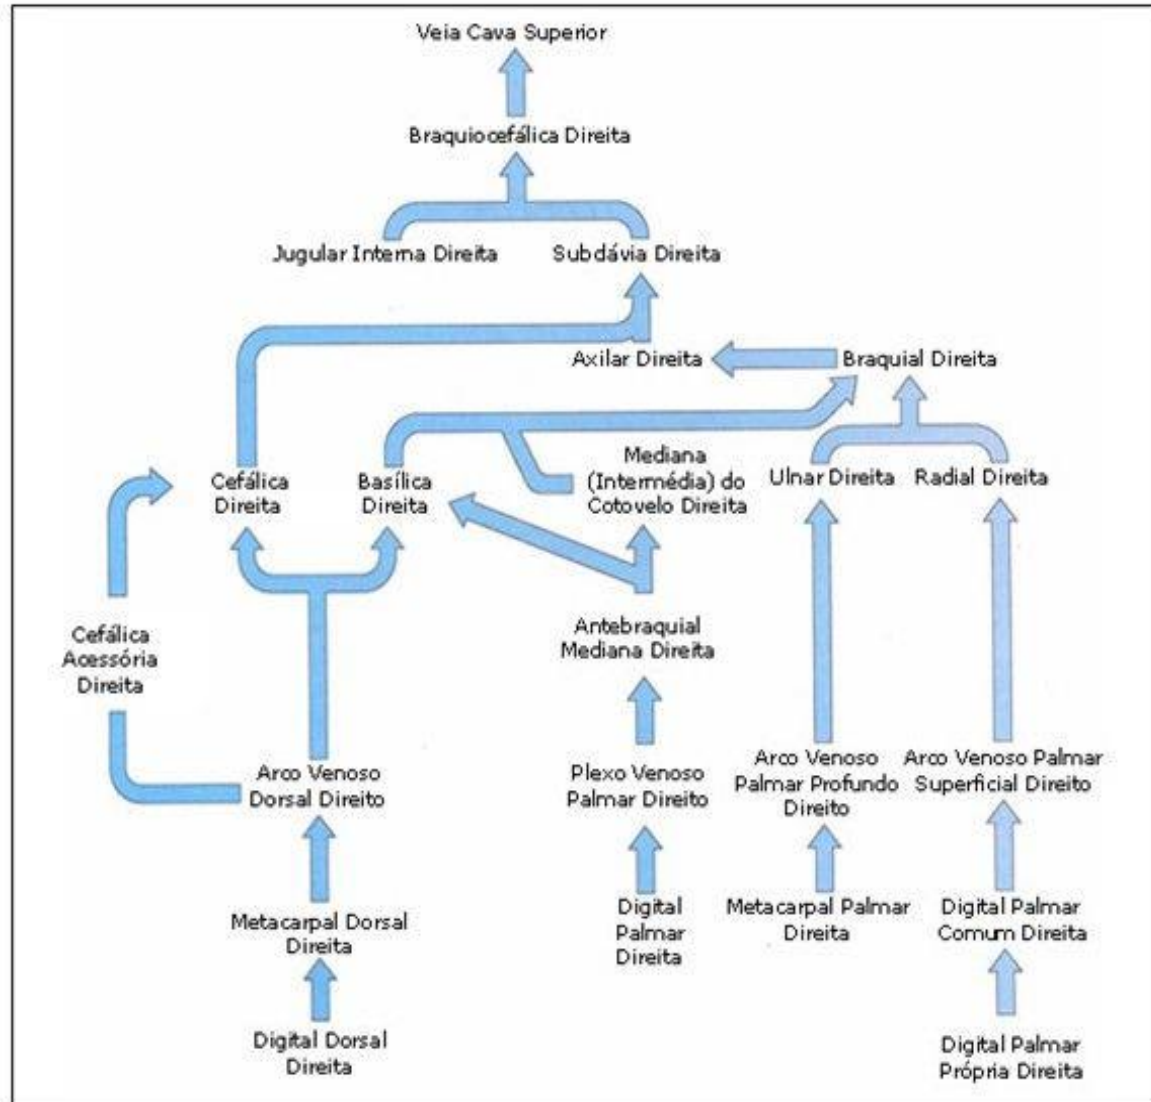 Veia Cava Superior
Braquiocefálica Direita
Jugular Interna Direita
Subdávia Direita
Axilar Direita
Braquial Direita
Cefálica
Direita
Basílica
Direita
Mediana
(Intermédia) do
Cotovelo Direita
Ulnar Direita
Radial Direita
Cefálica
Acessória
Direita
Antebraquial
Mediana Direita
Arco Venoso
Dorsal Direito
Plexo Venoso
Palmar Direito
Arco Venoso
Palmar Profundo
Direito
Arco Venoso Palmar
Superficial Direito
Metacarpal Dorsal
Direita
Digital
Palmar
Direita
Metacarpal Palmar
Direita
Digital Palmar
Comum Direita
Digital Dorsal
Direita
Digital Palmar
Própria Direita